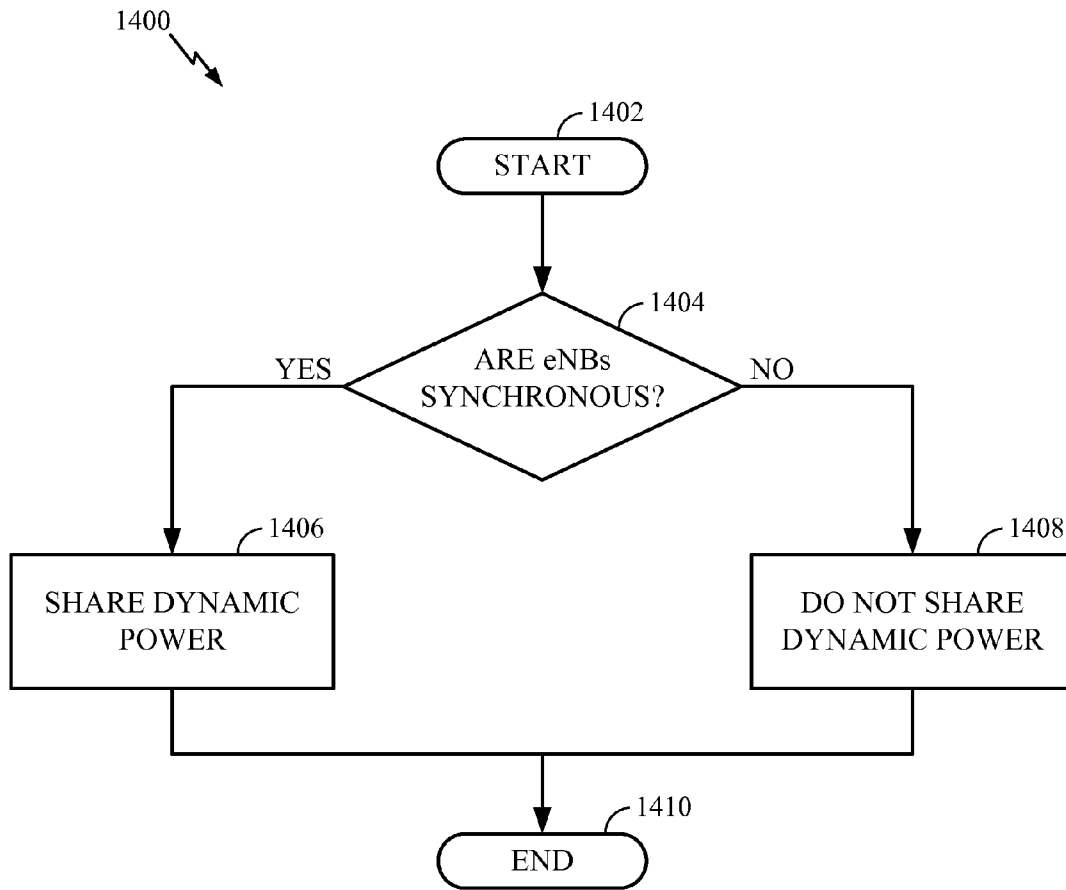 1400
1402
START
1404
ARE eNBs
SYNCHRONOUS?
YES
NO
1406
SHARE DYNAMIC
POWER
1408
DO NOT SHARE
DYNAMIC POWER
1410
END